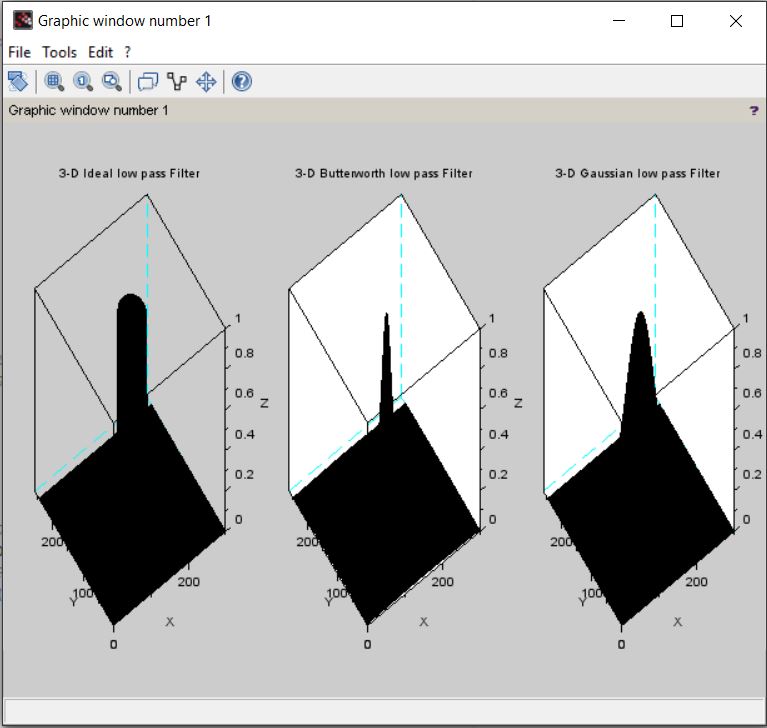 Graphic window number 1
File Tools Edit ?
Graphic window number 1 ?
3-D Ideal low pass Filter
1
0.8
0.6
Z
0.4
0.2
0
200
100
Y
200
X
0
3-D Butterworth low pass Filter
1
0.8
0.6
Z
0.4
0.2
0
200
100
Y
200
X
0
3-D Gaussian low pass Filter
1
0.8
0.6
0.4
0.2
0
200
100
Y
200
X
0